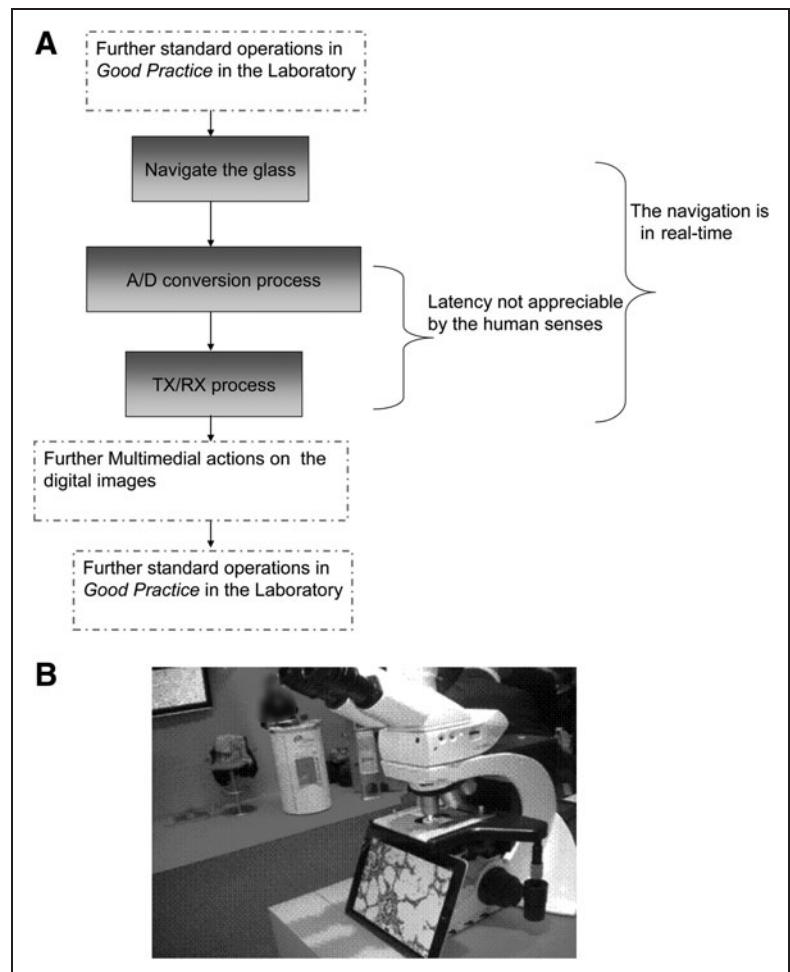 A
Further standard operations in
Good Practice in the Laboratory
Navigate the glass
A/D conversion process
TX/RX process
Latency not appreciable
by the human senses
The navigation is
in real-time
Further Multimedial actions on the
digital images
Further standard operations in
Good Practice in the Laboratory
B